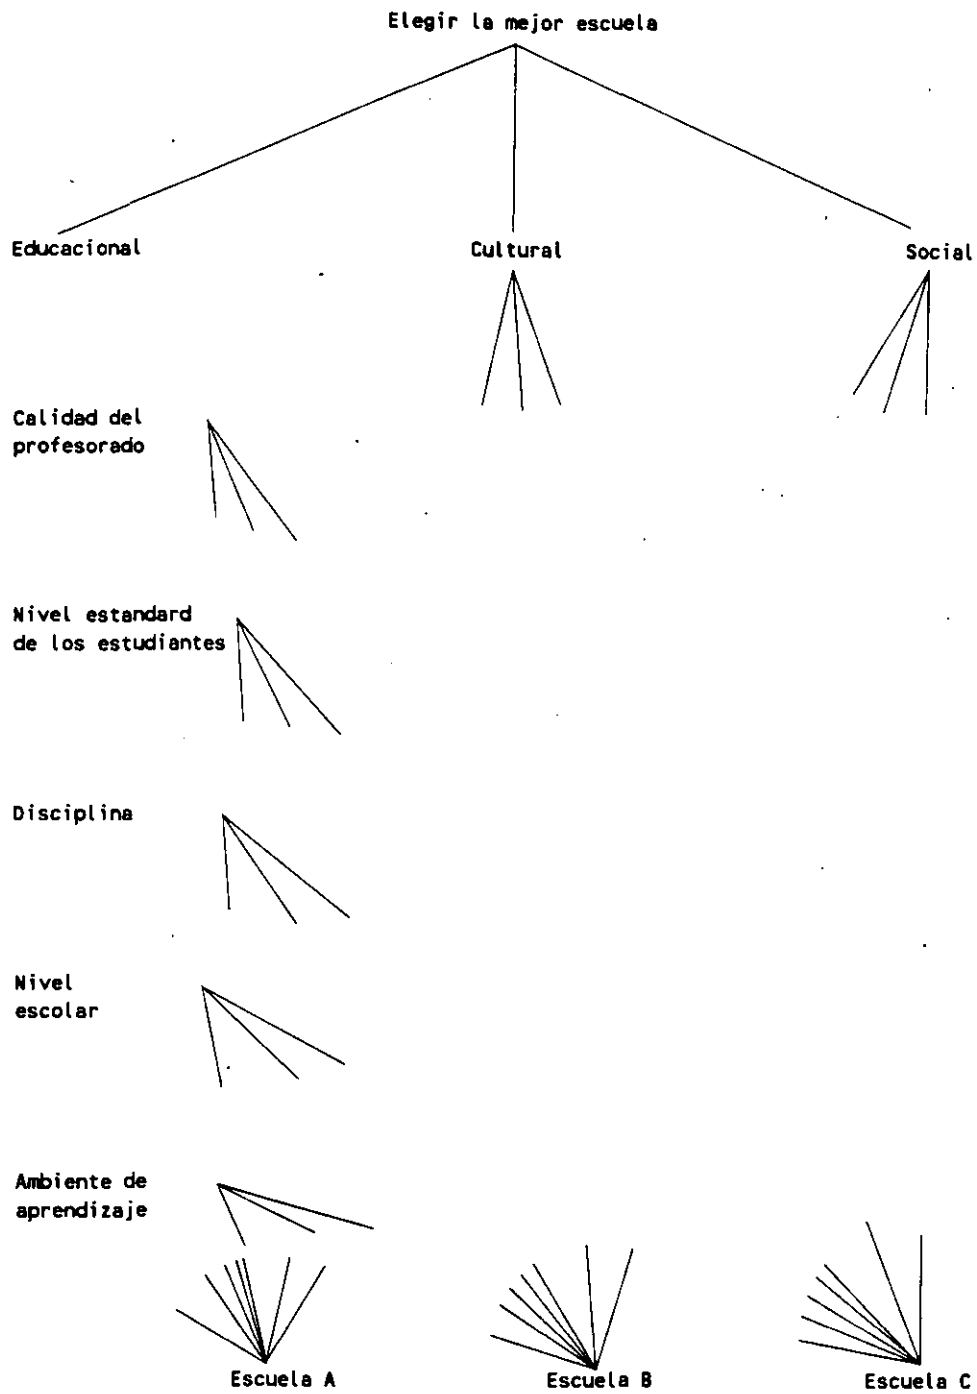 Elegir la mejor escuela
Educacional
Cultural
Social
Calidad del
profesorado
Nivel estandard
de los estudiantes
Disciplina
Nivel
escolar
Ambiente de
aprendizaje
Escuela A
Escuela B
Escuela C